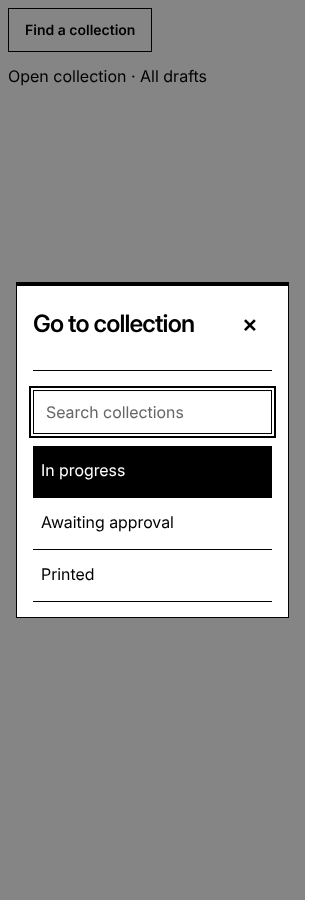 Find a collection
Open collection · All drafts
Go to collection
×
Search collections
In progress
Awaiting approval
Printed